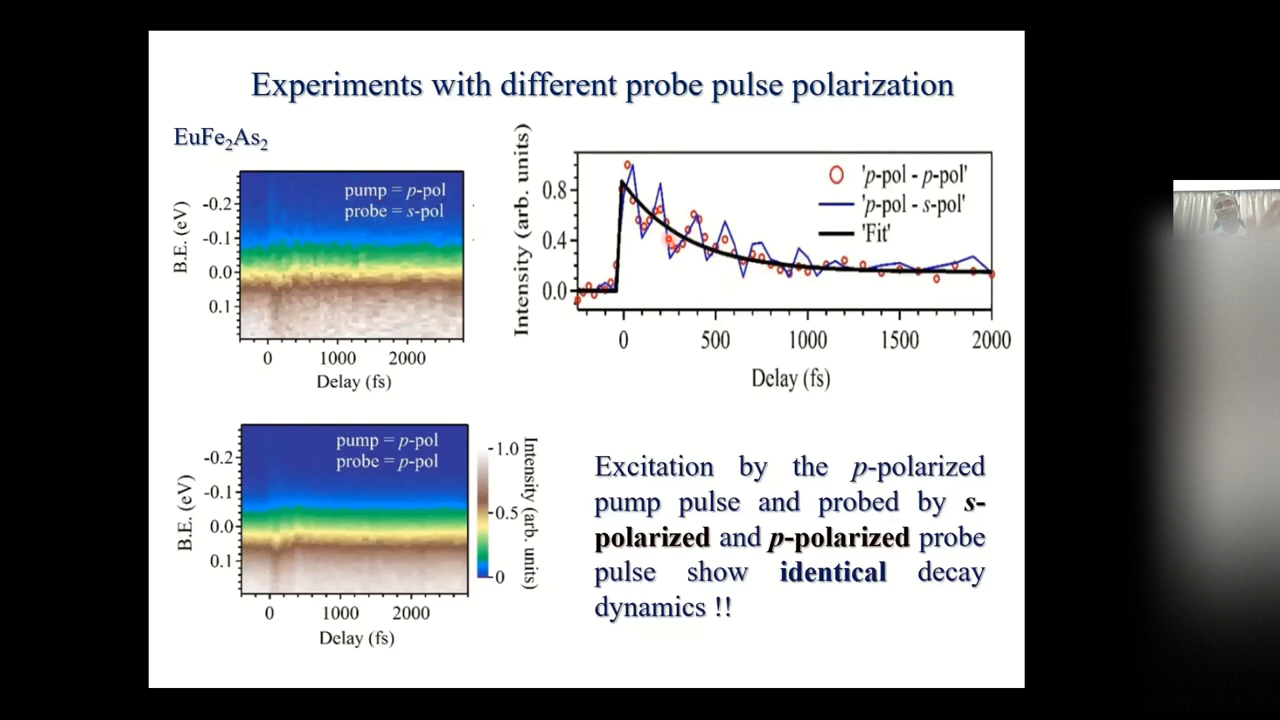 Experiments with different probe pulse polarization
EuFe₂As₂
pump = p-pol
probe = s-pol
-0.2
-0.1
0.0
0.1
B.E. (eV)
0 1000 2000
Delay (fs)
Intensity (arb. units)
0.8
0.4
0.0
'p-pol - p-pol'
'p-pol - s-pol'
'Fit'
0 500 1000 1500 2000
Delay (fs)
pump = p-pol
probe = p-pol
-0.2
-0.1
0.0
0.1
B.E. (eV)
0 1000 2000
Delay (fs)
1.0
0.5
0
Intensity (arb. units)
Excitation by the p-polarized
pump pulse and probed by s-
polarized and p-polarized probe
pulse show identical decay
dynamics !!